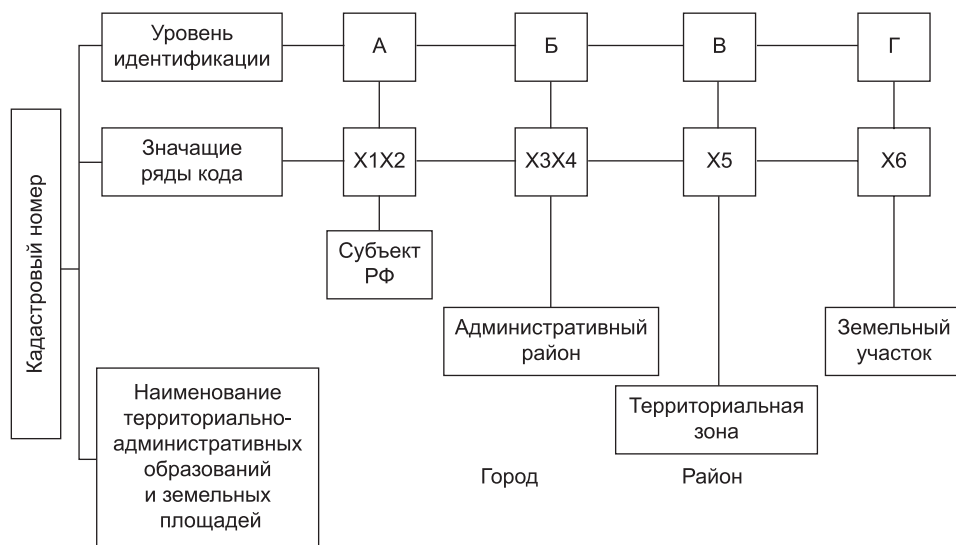 Кадастровый номер
Уровень
идентификации
А
Б
В
Г
Значащие
ряды кода
Х1Х2
Х3Х4
Х5
Х6
Субъект
РФ
Административный
район
Земельный
участок
Территориальная
зона
Наименование
территориально-
административных
образований
и земельных
площадей
Город
Район